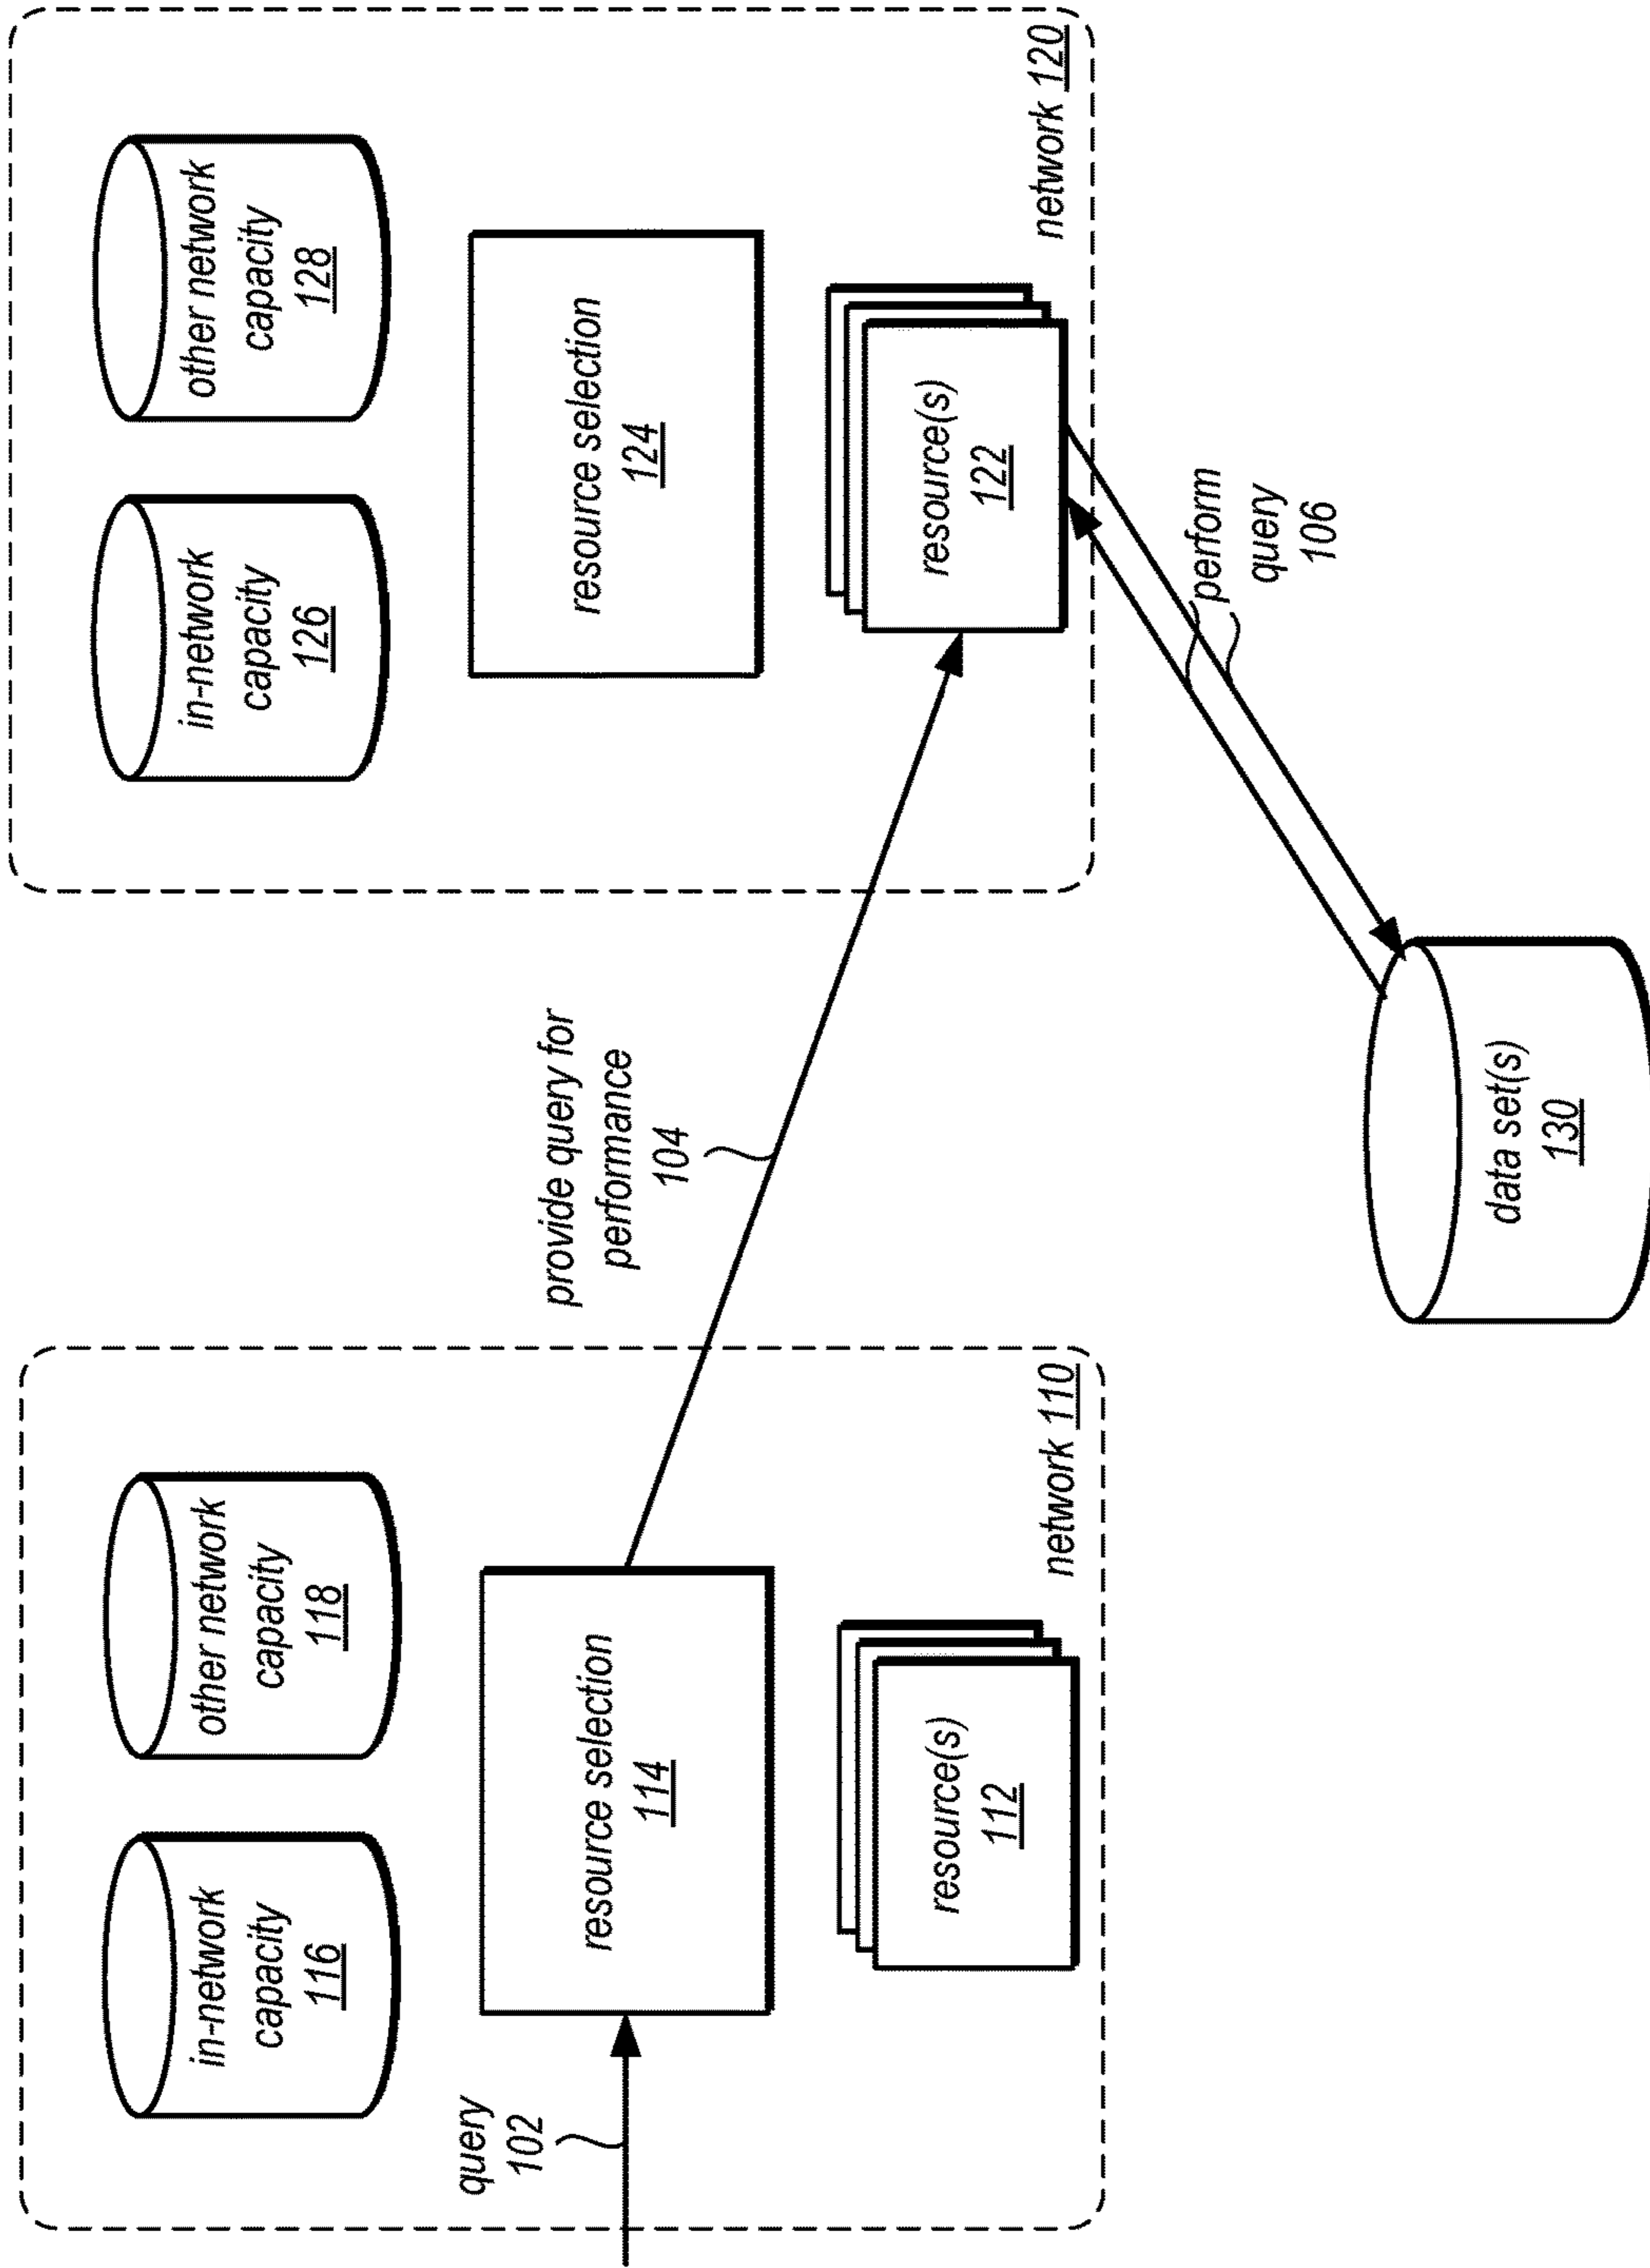 in-network
capacity
116
other network
capacity
118
query
102
resource selection
114
resource(s)
112
network 110
provide query for
performance
104
in-network
capacity
126
other network
capacity
128
resource selection
124
resource(s)
122
network 120
perform
query
106
data set(s)
130